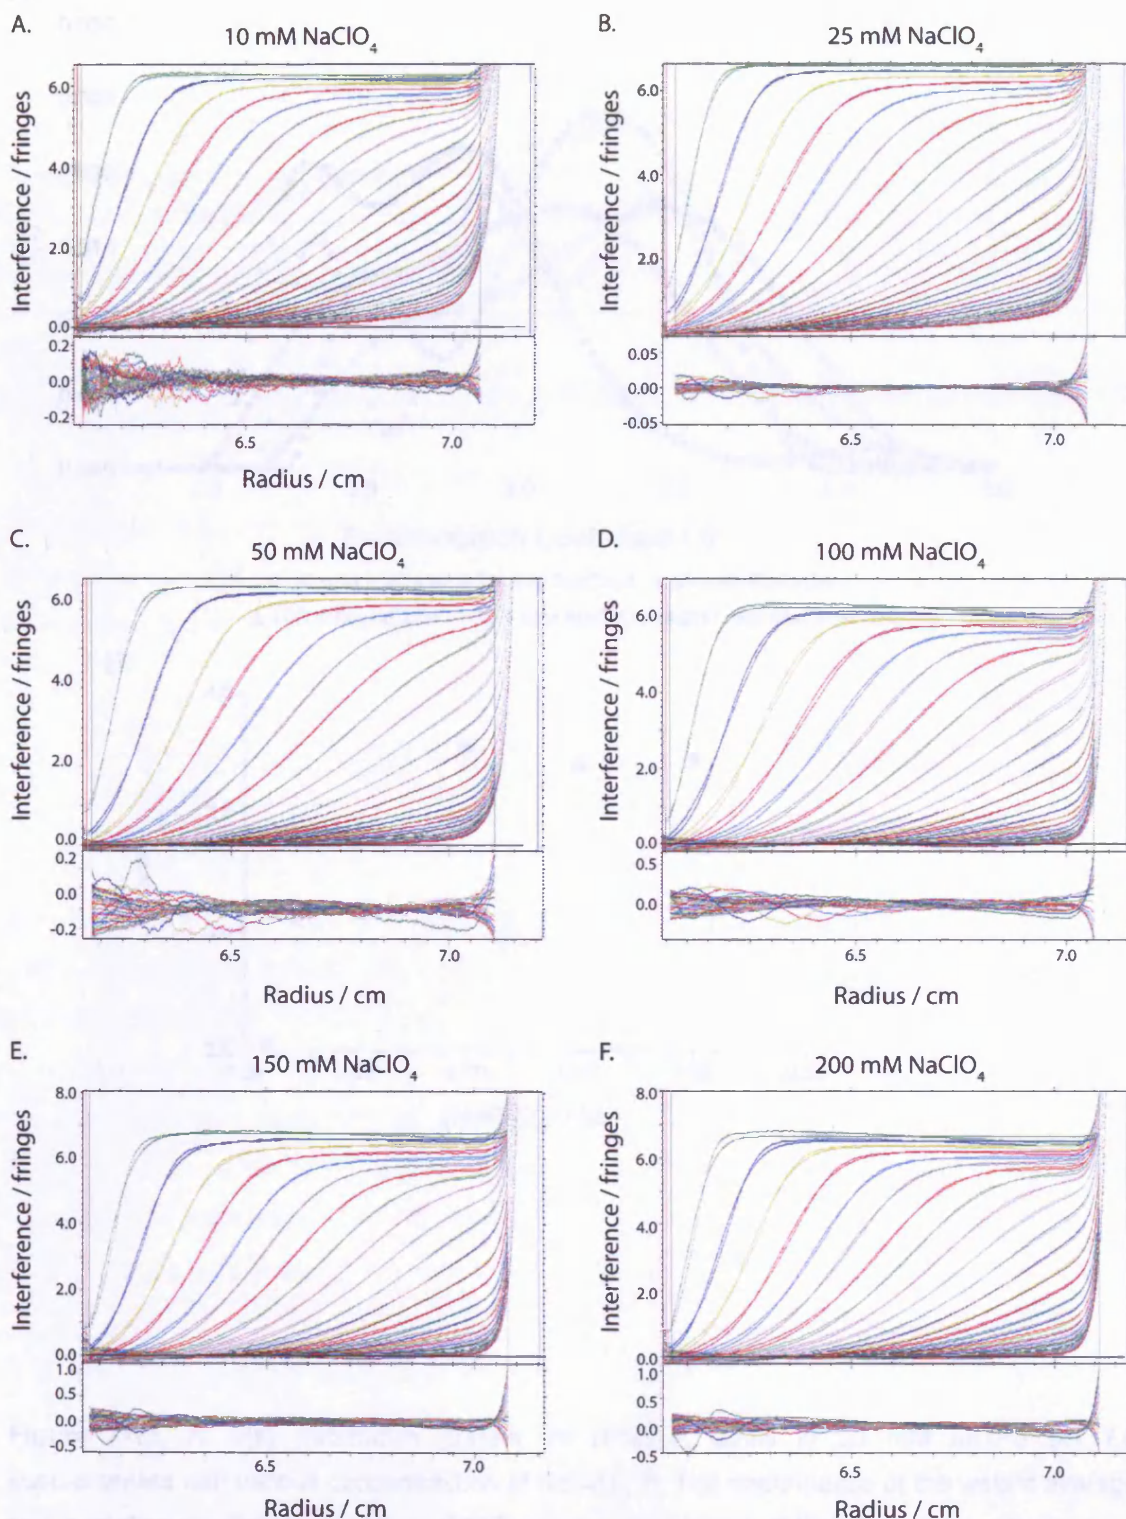 A.
10 mM NaClO₄
Interference / fringes
6.0
4.0
2.0
0.0
0.2
0.0
-0.2
6.5 7.0
Radius / cm
B.
25 mM NaClO₄
Interference / fringes
6.0
4.0
2.0
0.05
0.00
-0.05
6.5 7.0
Radius / cm
C.
50 mM NaClO₄
Interference / fringes
6.0
4.0
2.0
0.0
0.2
0.0
-0.2
6.5 7.0
Radius / cm
D.
100 mM NaClO₄
Interference / fringes
6.0
4.0
2.0
0.0
0.5
0.0
6.5 7.0
Radius / cm
E.
150 mM NaClO₄
Interference / fringes
8.0
6.0
4.0
2.0
0.0
1.0
0.5
0.0
-0.5
6.5 7.0
Radius / cm
F.
200 mM NaClO₄
Interference / fringes
8.0
6.0
4.0
2.0
0.0
1.0
0.5
0.0
-0.5
6.5 7.0
Radius / cm